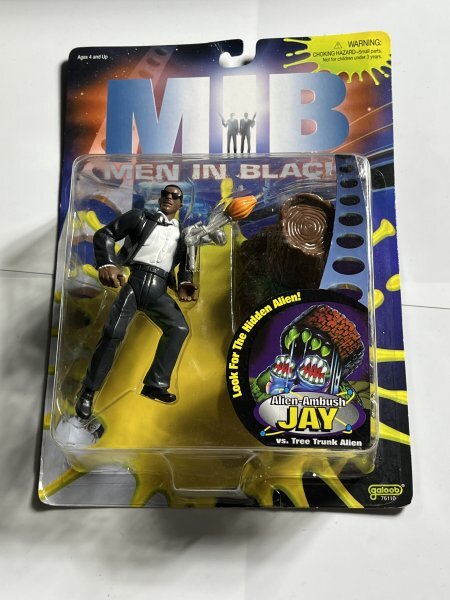 Ages 4 and Up
WARNING:
CHOKING HAZARD–Small parts.
Not for children under 3 years.
MIB
MEN IN BLACK
Look For The Hidden Alien!
Alien-Ambush
JAY
vs. Tree Trunk Alien
galoob
76110